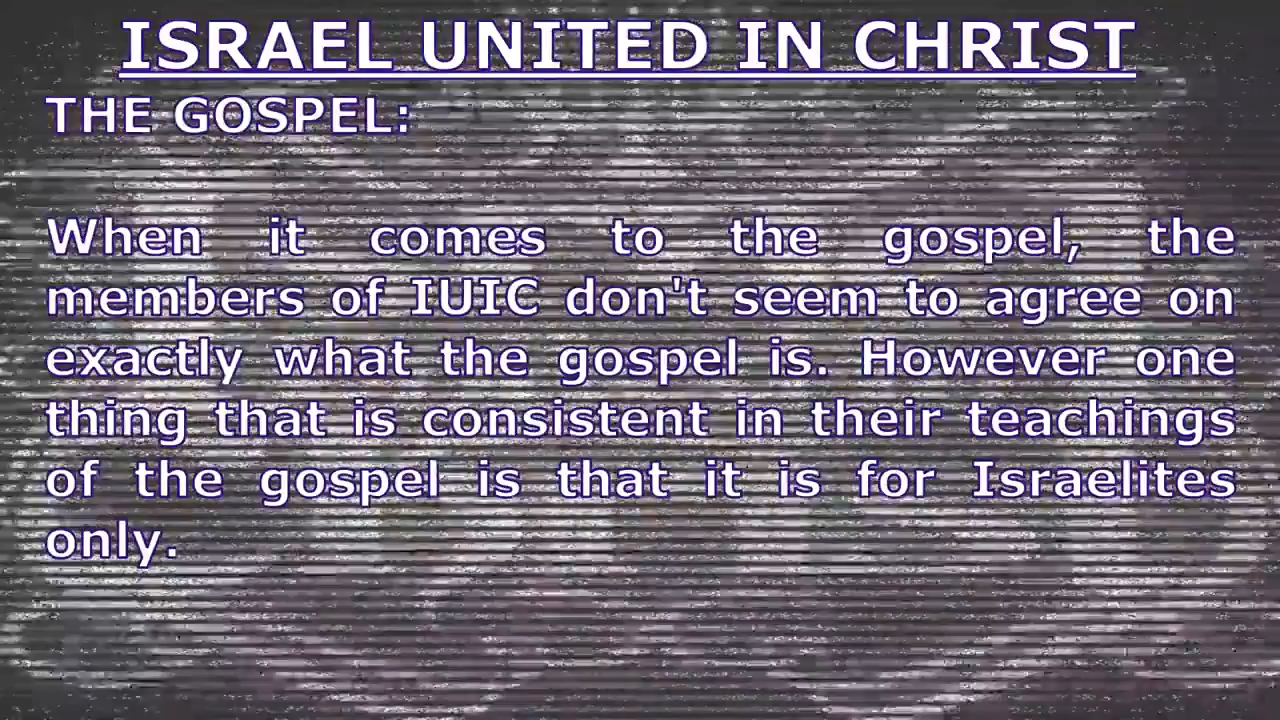 ISRAEL UNITED IN CHRIST
THE GOSPEL:
When it comes to the gospel, the
members of IUIC don't seem to agree on
exactly what the gospel is. However one
thing that is consistent in their teachings
of the gospel is that it is for Israelites
only.